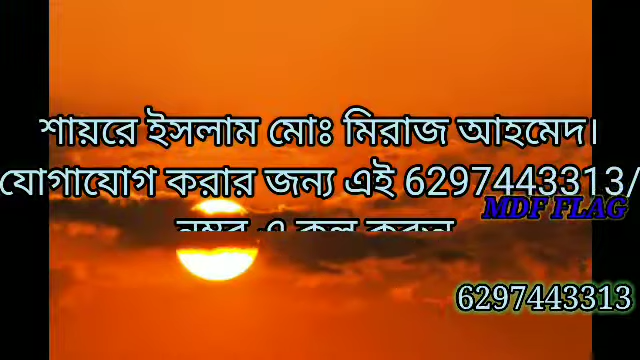 শায়রে ইসলাম মোঃ মিরাজ আহমেদ।
যোগাযোগ করার জন্য এই 6297443313/
নম্বর এ কল করুন
MDF FLAG
6297443313